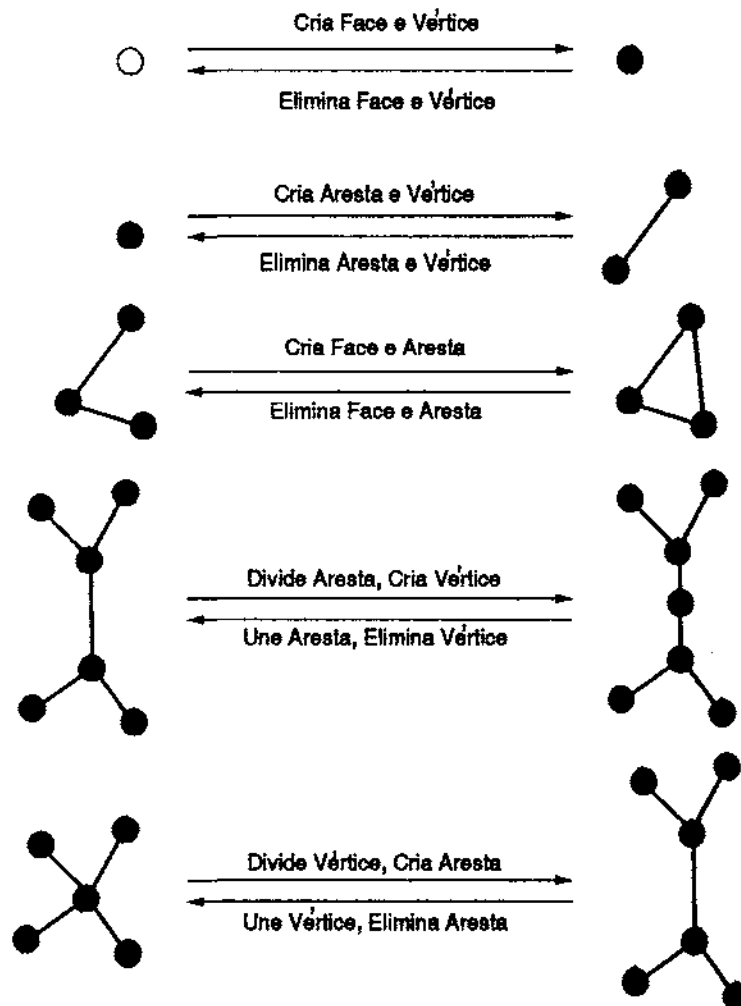 Cria Face e Vértice
Elimina Face e Vértice
Cria Aresta e Vértice
Elimina Aresta e Vértice
Cria Face e Aresta
Elimina Face e Aresta
Divide Aresta, Cria Vértice
Une Aresta, Elimina Vértice
Divide Vértice, Cria Aresta
Une Vértice, Elimina Aresta